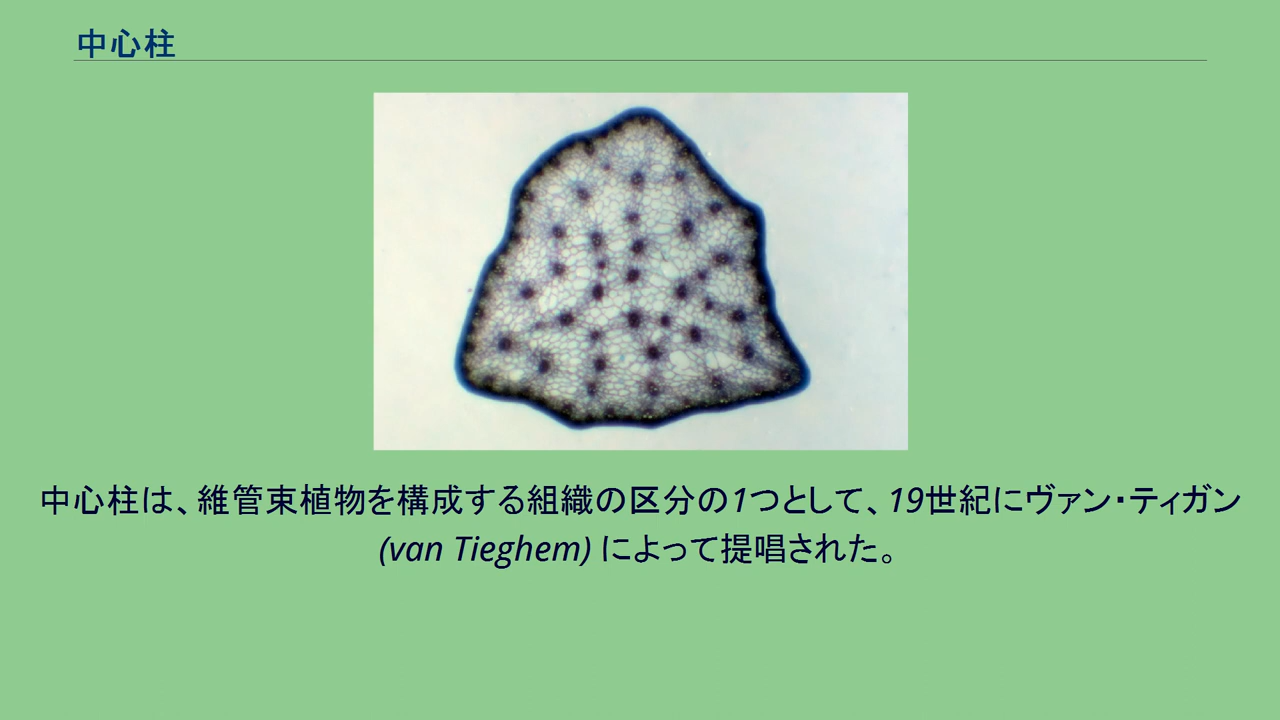 中心柱
中心柱は、維管束植物を構成する組織の区分の1つとして、19世紀にヴァン・ティガン
(van Tieghem) によって提唱された。